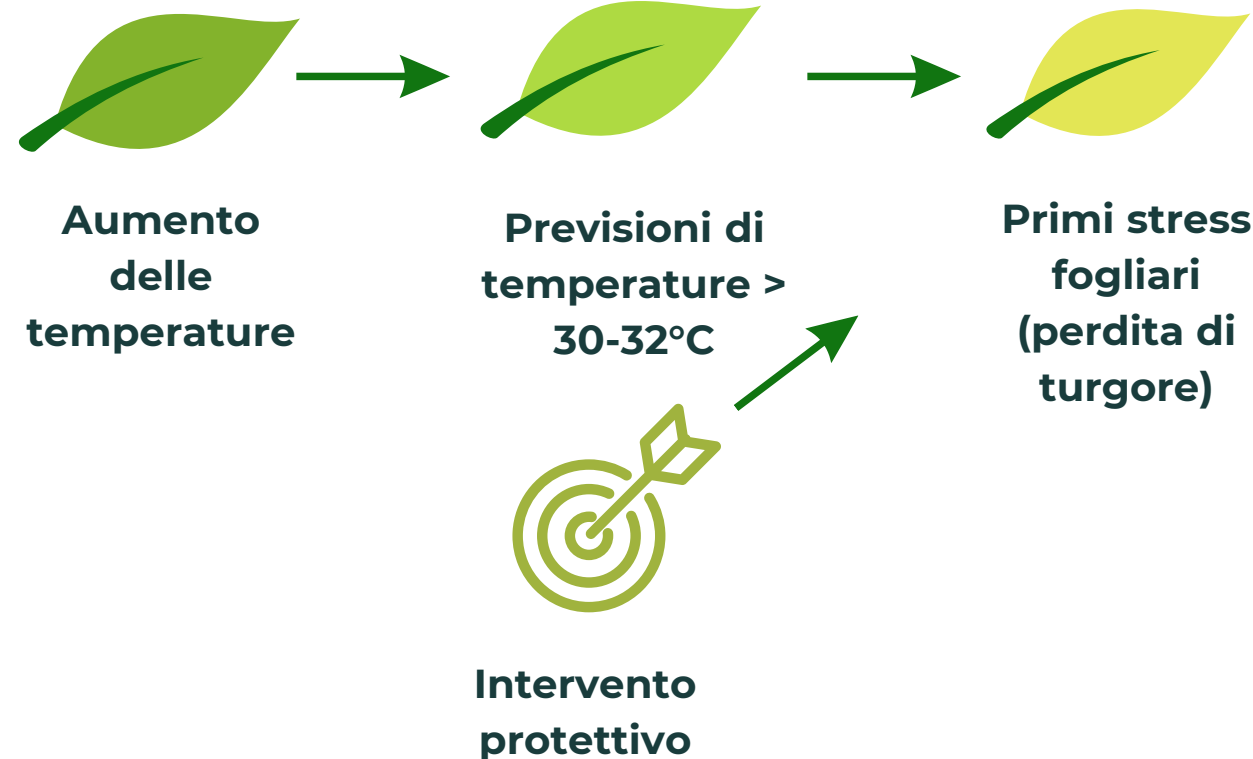 Aumento
delle
temperature
Previsioni di
temperature >
30-32°C
Primi stress
fogliari
(perdita di
turgore)
Intervento
protettivo